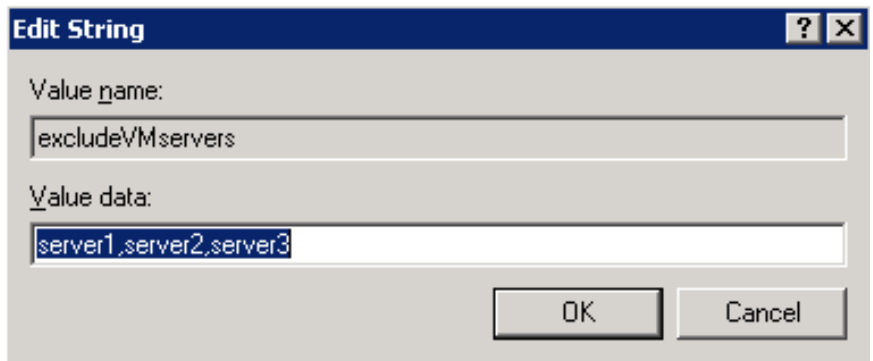 Edit String
? X
Value name:
excludeVMservers
Value data:
server1,server2,server3
OK Cancel